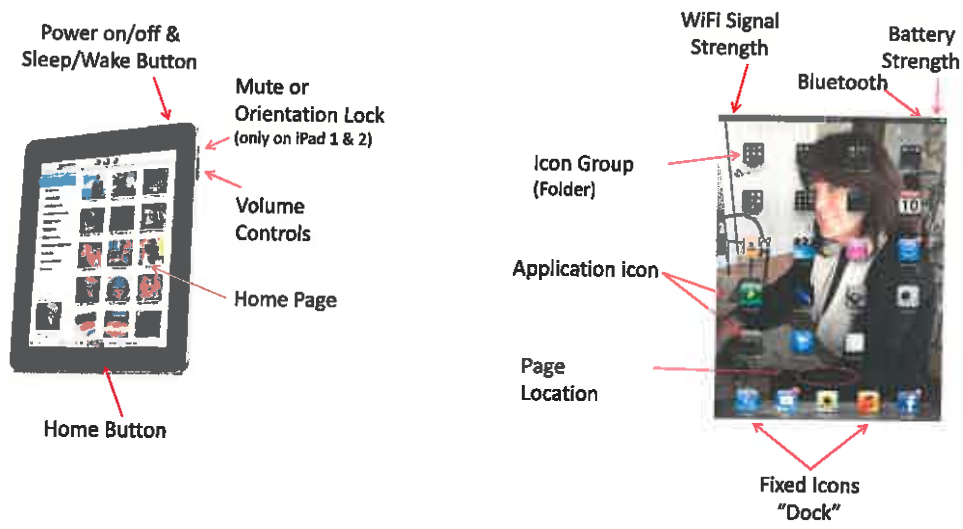 Power on/off &
Sleep/Wake Button
Mute or
Orientation Lock
(only on iPad 1 & 2)
Volume
Controls
Home Page
Home Button
WiFi Signal
Strength
Battery
Strength
Bluetooth
Icon Group
(Folder)
10
Application icon
Page
Location
Fixed Icons
"Dock"